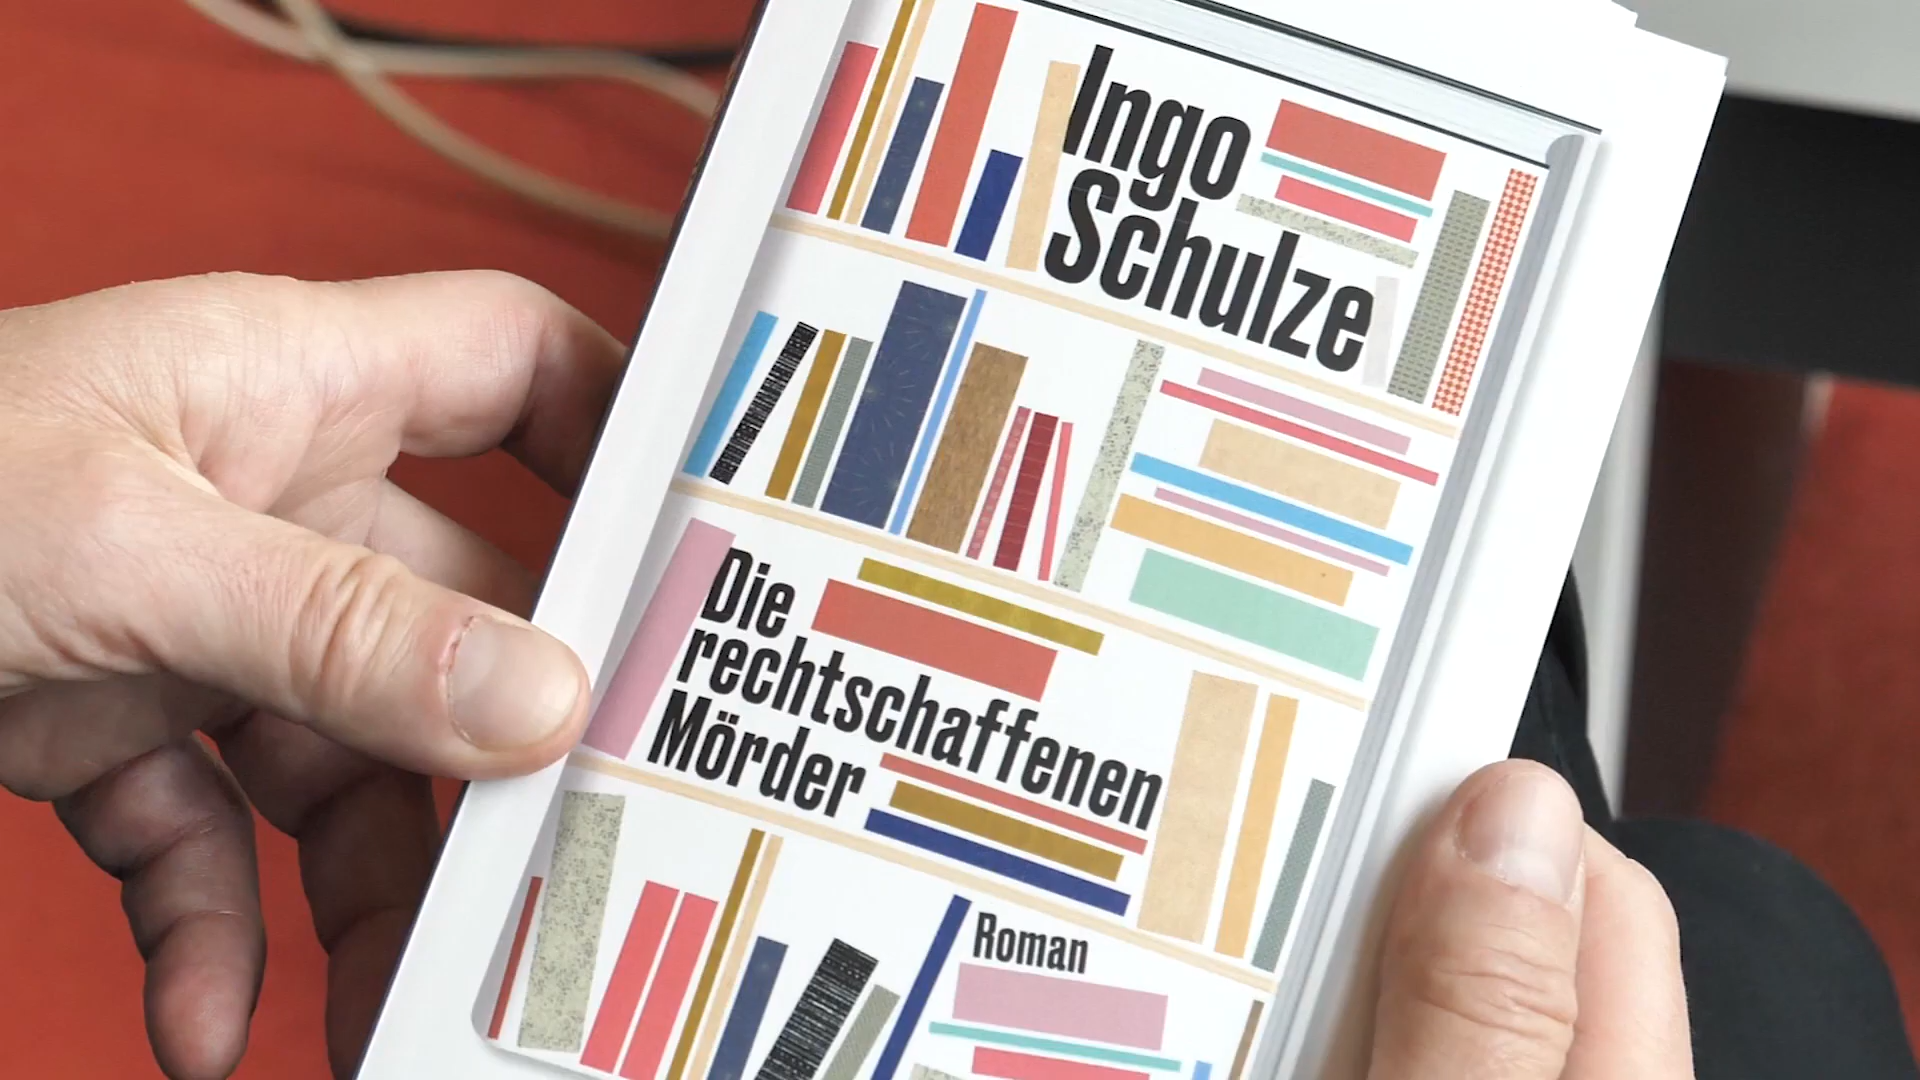 Ingo
Schulze
Die
rechtschaffenen
Mörder
Roman